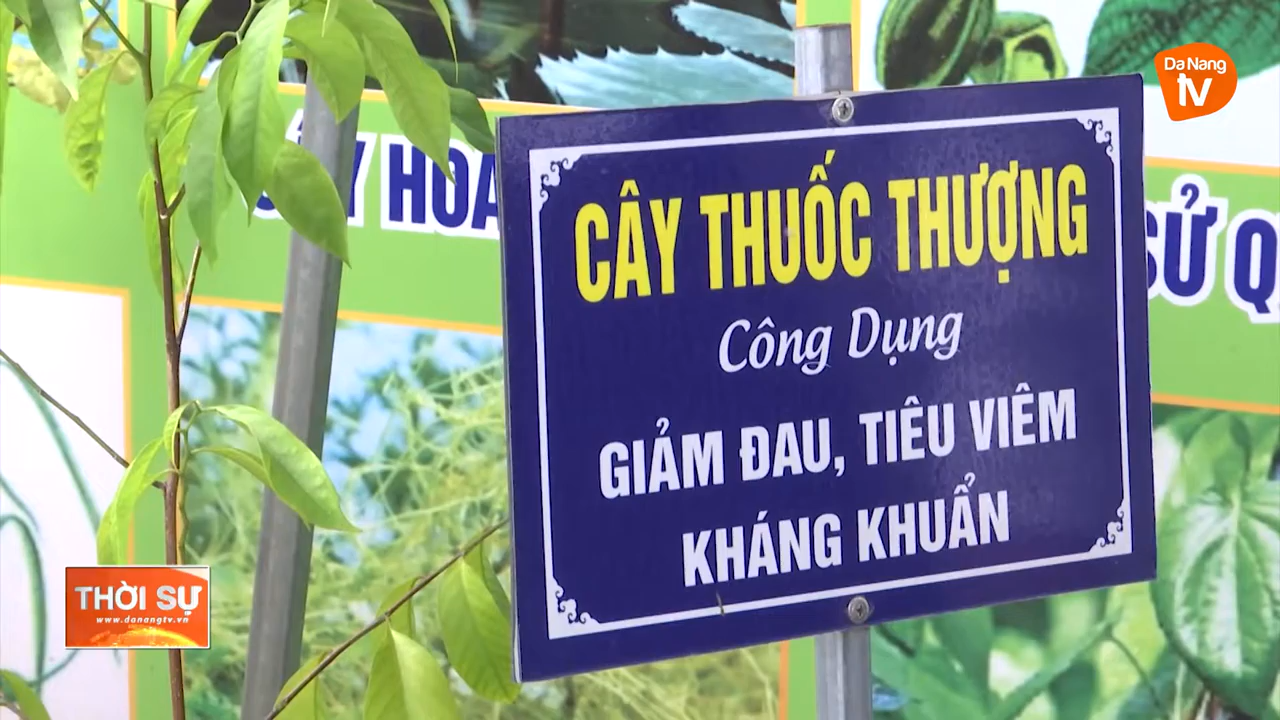 Da Nang
tv
CÂY THUỐC THƯỢNG
Công Dụng
GIẢM ĐAU, TIÊU VIÊM
KHÁNG KHUẨN
SỬ Q
THỜI SỰ
www.danangtv.vn